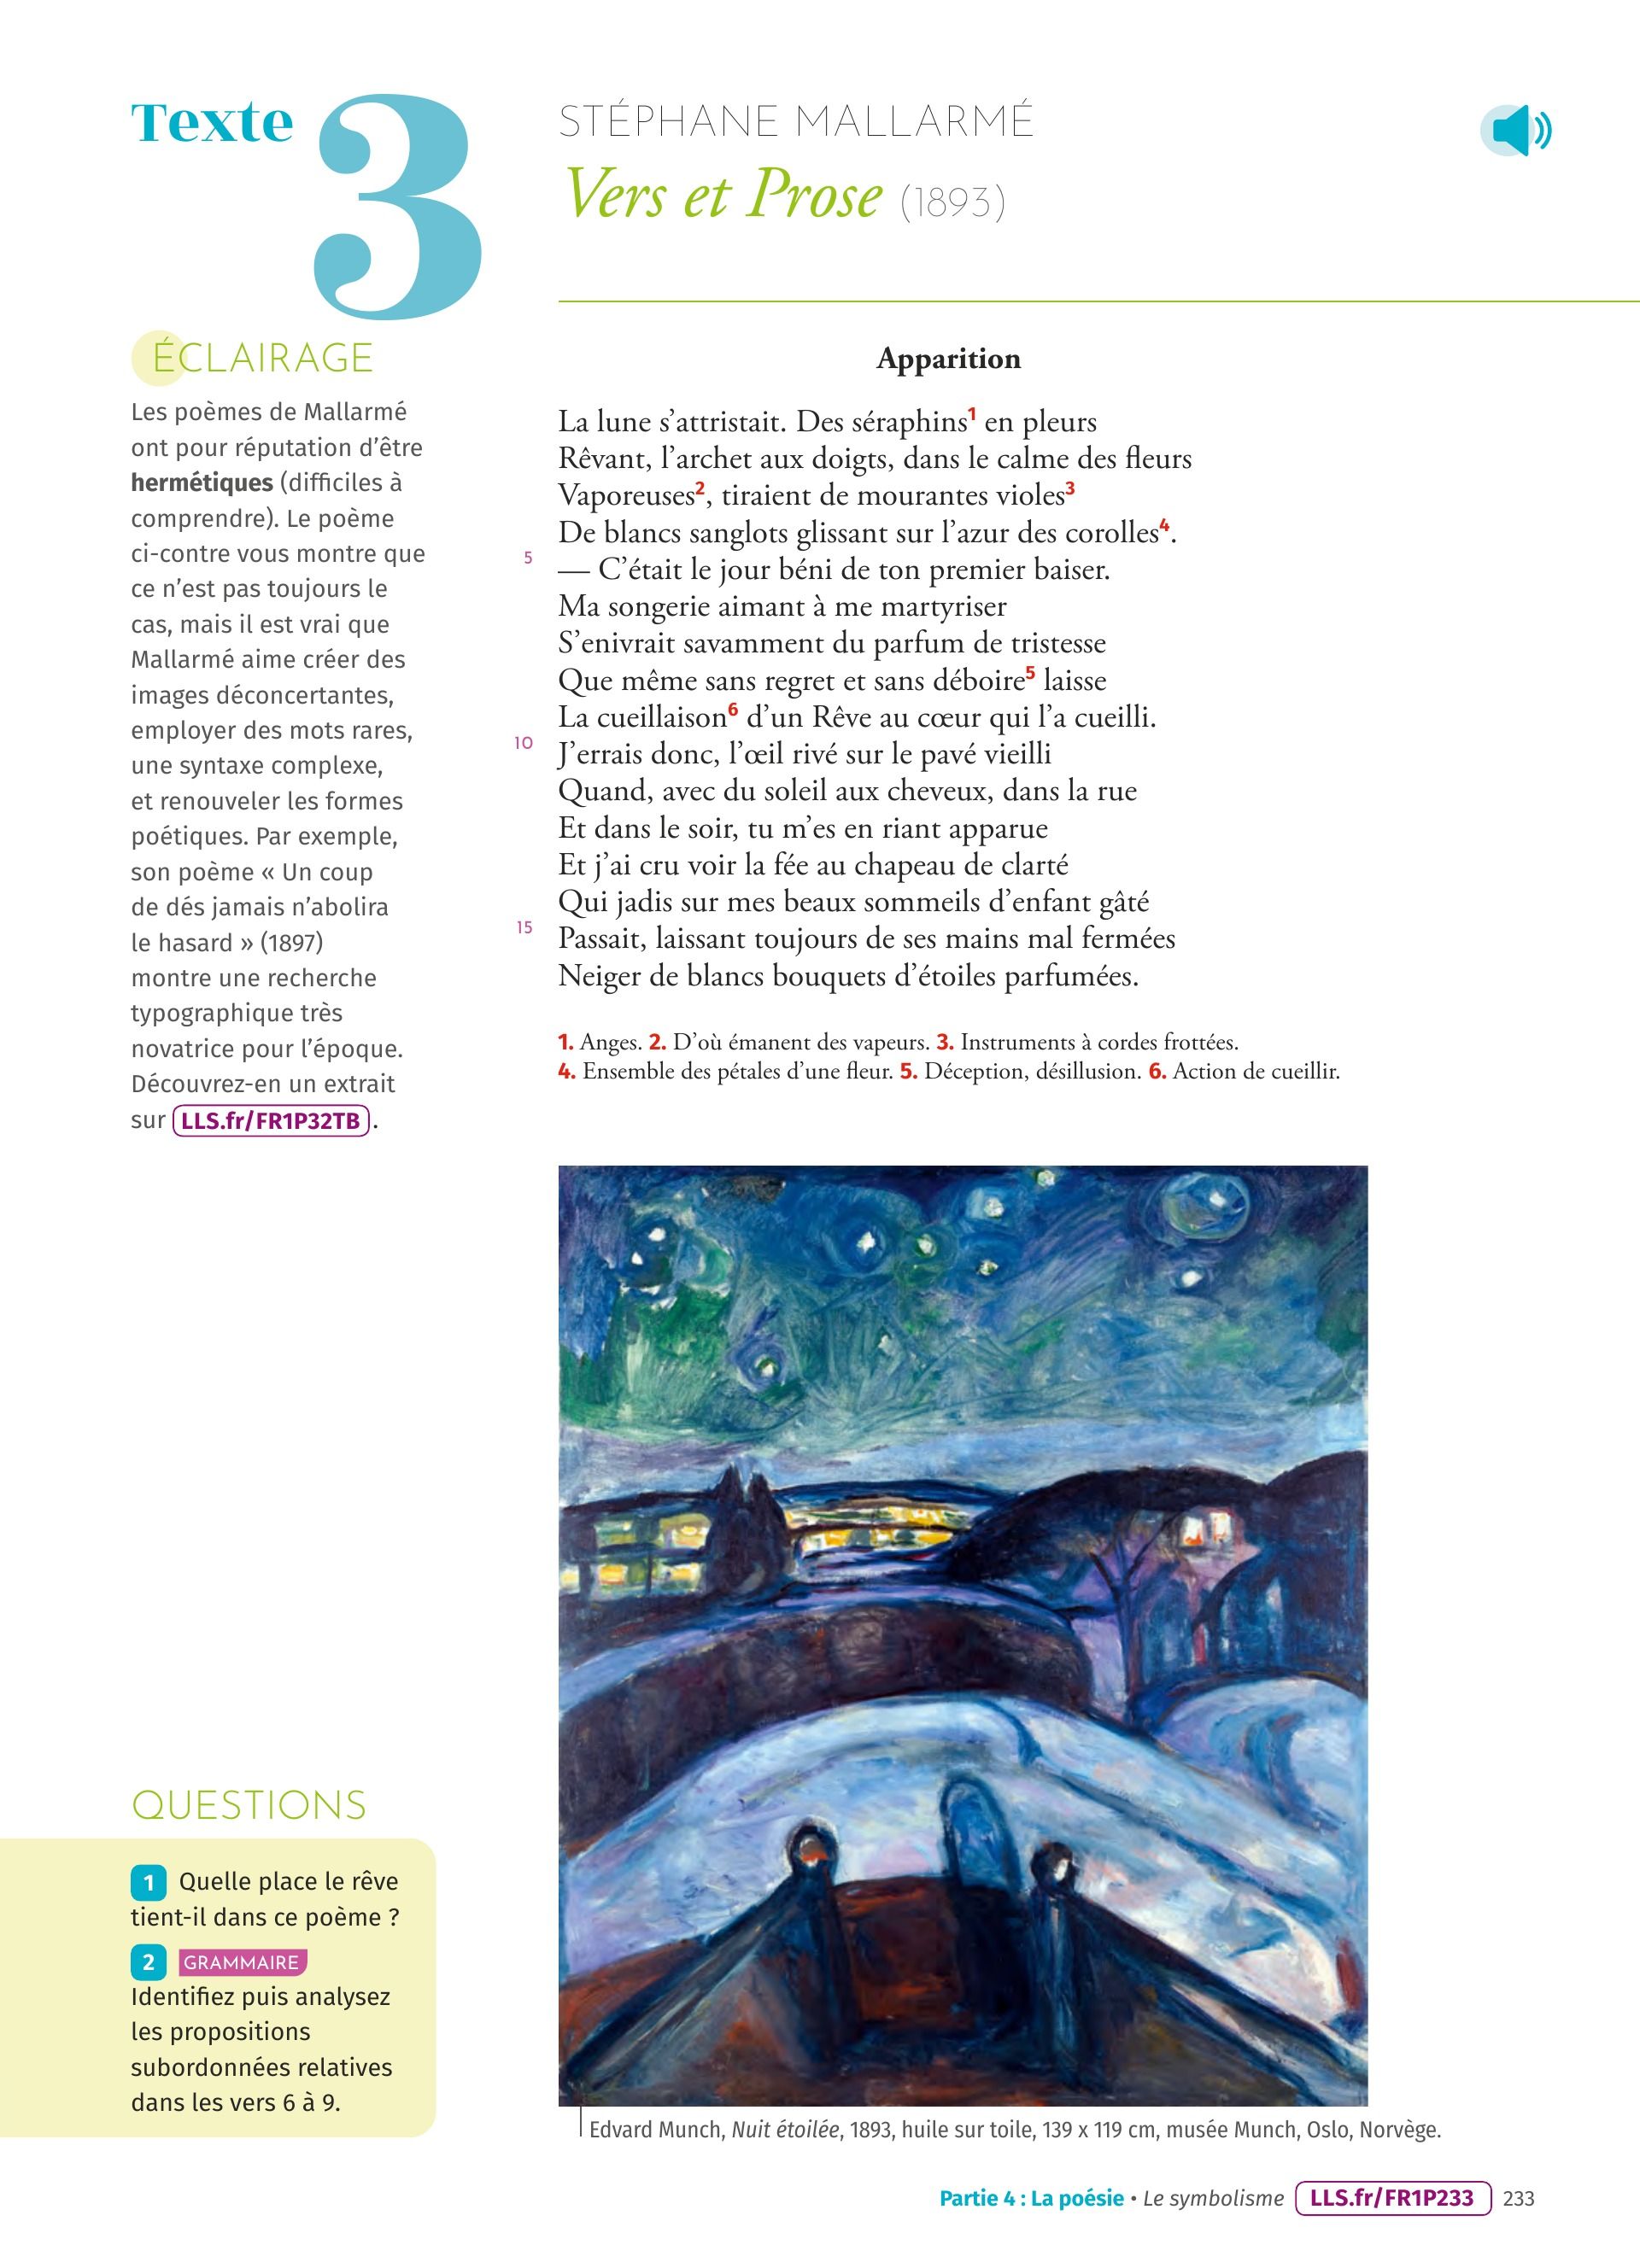 Texte 3
STÉPHANE MALLARMÉ
Vers et Prose (1893)
ÉCLAIRAGE
Les poèmes de Mallarmé
ont pour réputation d’être
hermétiques (difficiles à
comprendre). Le poème
ci-contre vous montre que
ce n’est pas toujours le
cas, mais il est vrai que
Mallarmé aime créer des
images déconcertantes,
employer des mots rares,
une syntaxe complexe,
et renouveler les formes
poétiques. Par exemple,
son poème « Un coup
de dés jamais n’abolira
le hasard » (1897)
montre une recherche
typographique très
novatrice pour l’époque.
Découvrez-en un extrait
sur LLS.fr/FR1P32TB .
Apparition
La lune s’attristait. Des séraphins1 en pleurs
Rêvant, l’archet aux doigts, dans le calme des fleurs
Vaporeuses2, tiraient de mourantes violes3
De blancs sanglots glissant sur l’azur des corolles4.
5 — C’était le jour béni de ton premier baiser.
Ma songerie aimant à me martyriser
S’enivrait savamment du parfum de tristesse
Que même sans regret et sans déboire5 laisse
La cueillaison6 d’un Rêve au cœur qui l’a cueilli.
10 J’errais donc, l’œil rivé sur le pavé vieilli
Quand, avec du soleil aux cheveux, dans la rue
Et dans le soir, tu m’es en riant apparue
Et j’ai cru voir la fée au chapeau de clarté
Qui jadis sur mes beaux sommeils d’enfant gâté
15 Passait, laissant toujours de ses mains mal fermées
Neiger de blancs bouquets d’étoiles parfumées.
1. Anges. 2. D’où émanent des vapeurs. 3. Instruments à cordes frottées.
4. Ensemble des pétales d’une fleur. 5. Déception, désillusion. 6. Action de cueillir.
QUESTIONS
1 Quelle place le rêve
tient-il dans ce poème ?
2 GRAMMAIRE
Identifiez puis analysez
les propositions
subordonnées relatives
dans les vers 6 à 9.
Edvard Munch, Nuit étoilée, 1893, huile sur toile, 139 x 119 cm, musée Munch, Oslo, Norvège.
Partie 4 : La poésie • Le symbolisme LLS.fr/FR1P233 233